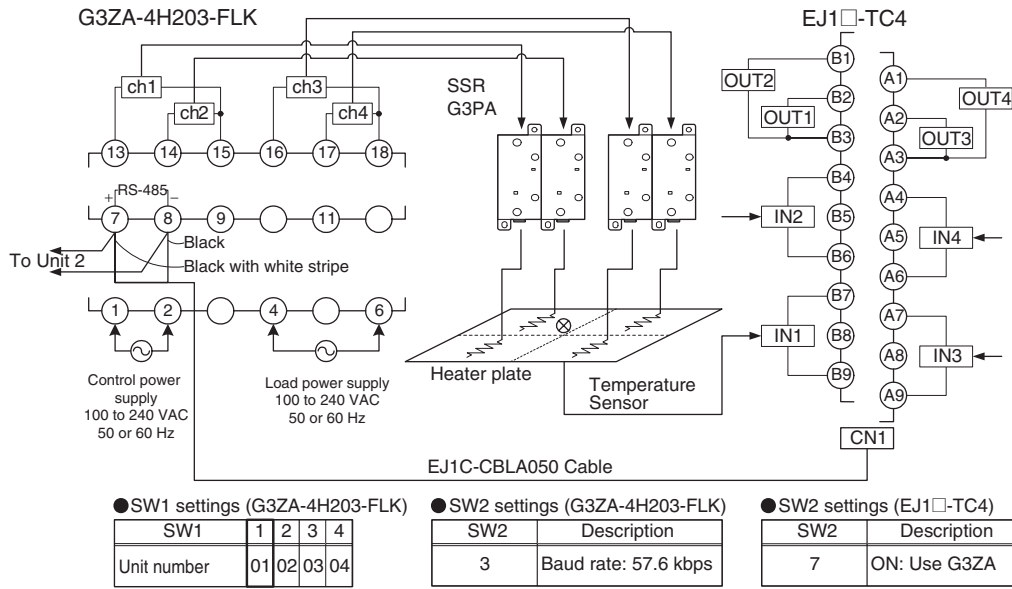 G3ZA-4H203-FLK
EJ1□-TC4
ch1
ch2
ch3
ch4
SSR
G3PA
13
14
15
16
17
18
+
RS-485
−
7
8
9
11
Black
Black with white stripe
To Unit 2
1
2
4
6
Control power
supply
100 to 240 VAC
50 or 60 Hz
Load power supply
100 to 240 VAC
50 or 60 Hz
Heater plate
Temperature
Sensor
OUT2
OUT1
B1
B2
B3
B4
B5
B6
B7
B8
B9
IN2
IN1
A1
A2
A3
A4
A5
A6
A7
A8
A9
OUT4
OUT3
IN4
IN3
CN1
EJ1C-CBLA050 Cable
●SW1 settings (G3ZA-4H203-FLK)
SW1 1 2 3 4
Unit number 01 02 03 04
●SW2 settings (G3ZA-4H203-FLK)
SW2 Description
3 Baud rate: 57.6 kbps
●SW2 settings (EJ1□-TC4)
SW2 Description
7 ON: Use G3ZA